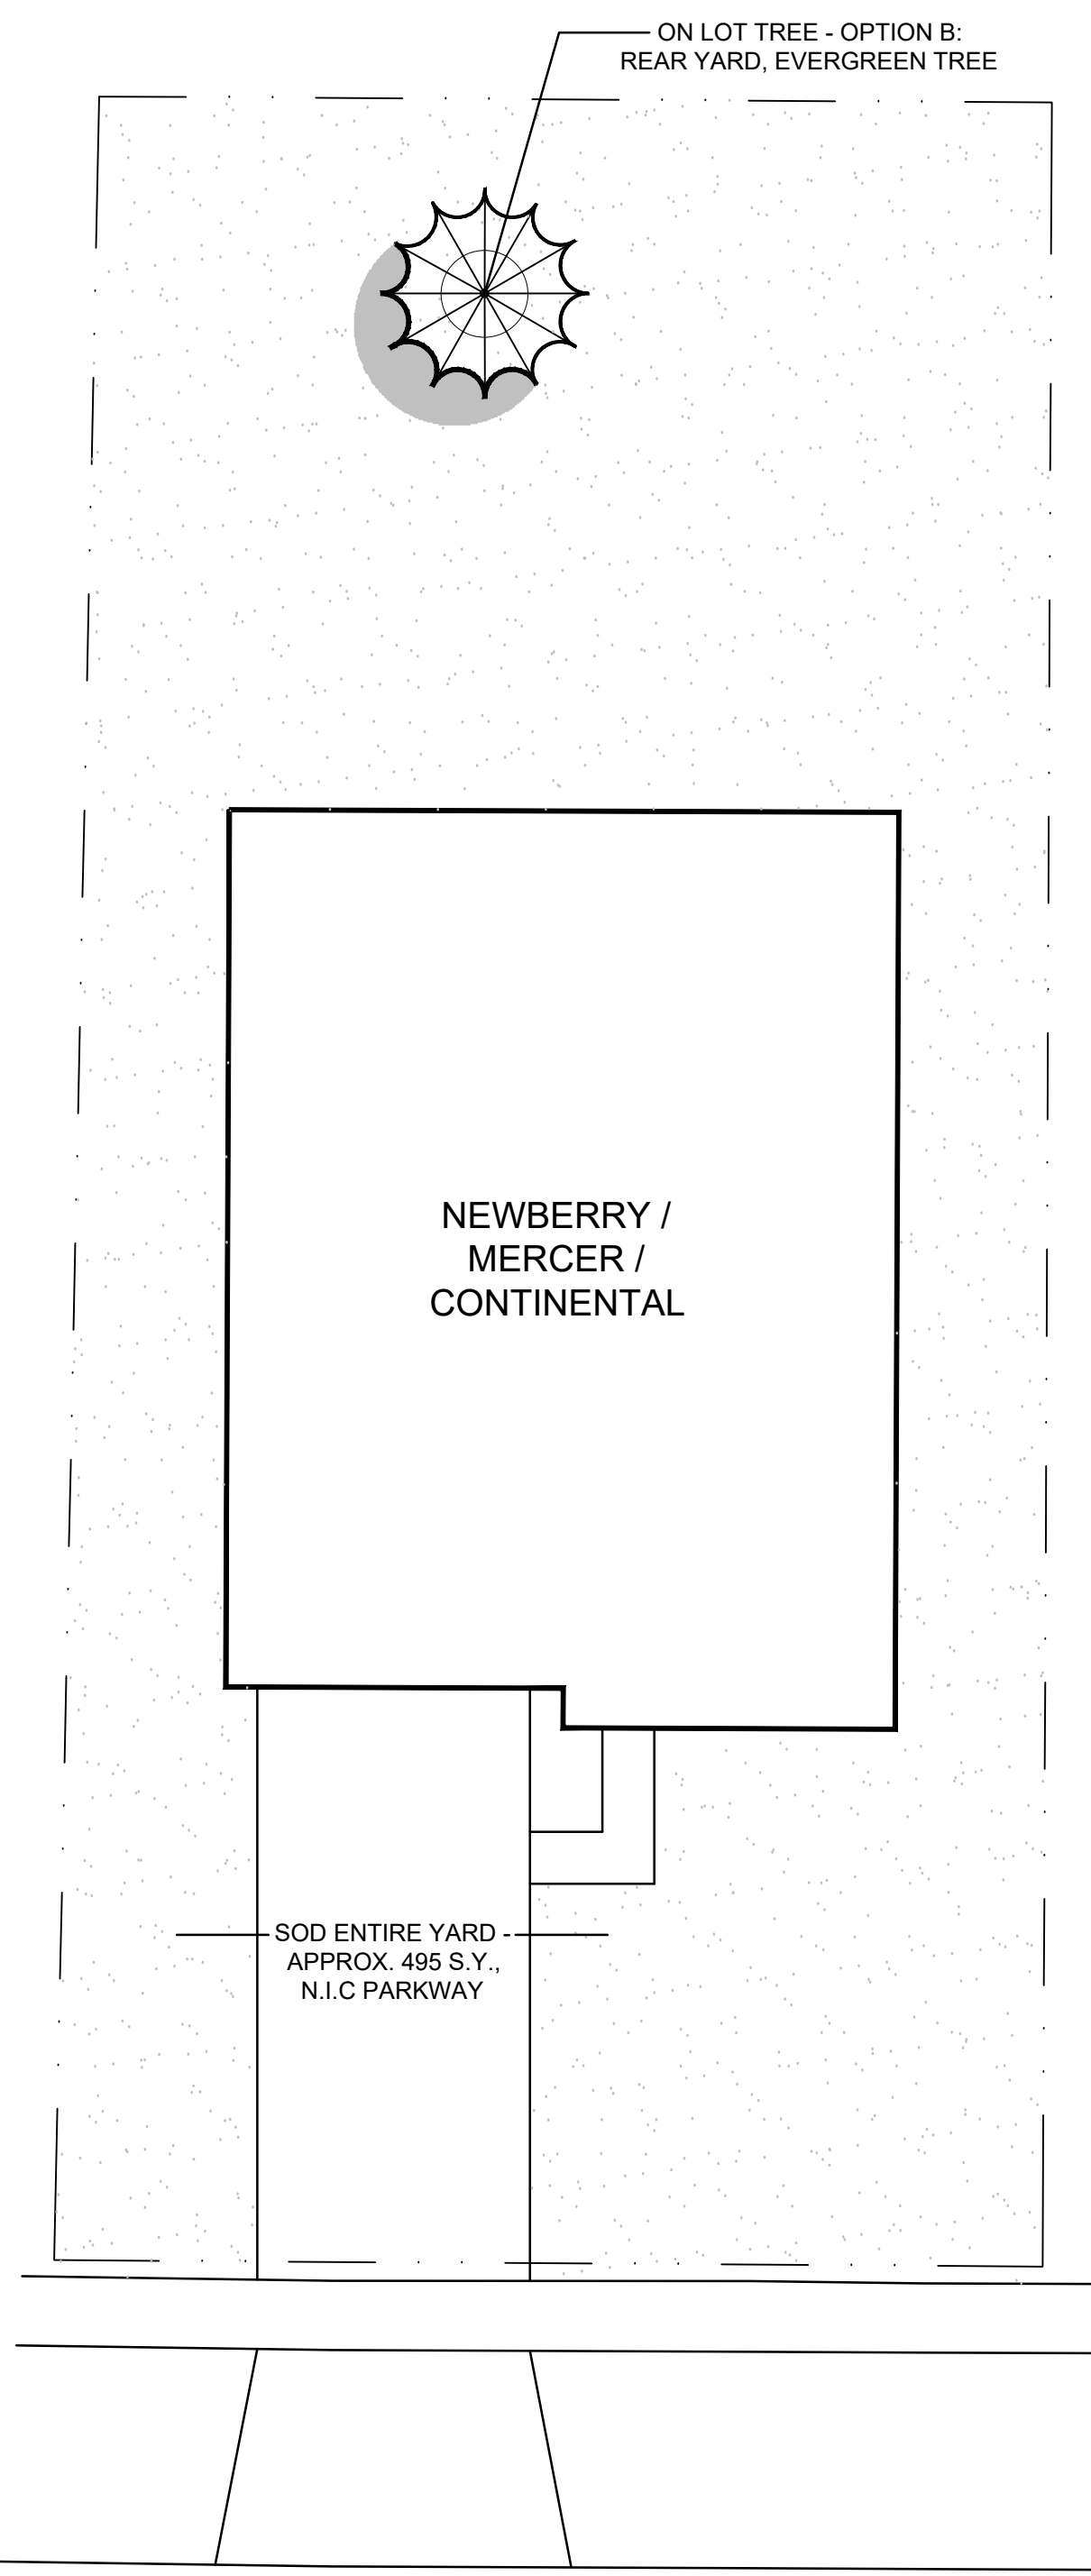 ON LOT TREE - OPTION B:
REAR YARD, EVERGREEN TREE
NEWBERRY /
MERCER /
CONTINENTAL
SOD ENTIRE YARD -
APPROX. 495 S.Y.,
N.I.C PARKWAY